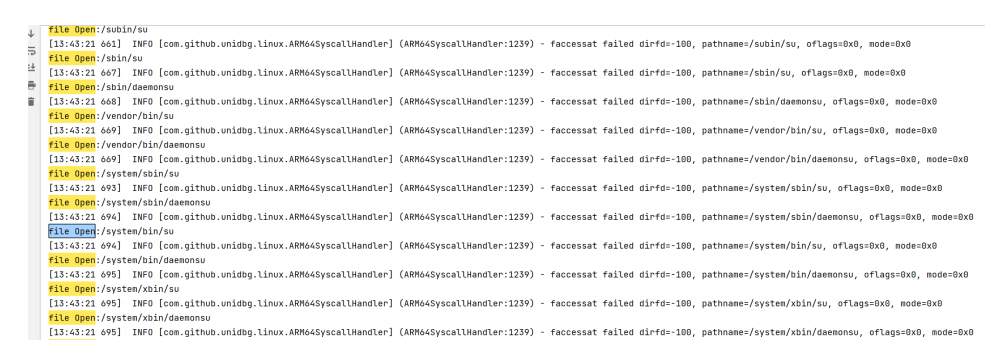 file Open:/subin/su
[13:43:21 661]  INFO [com.github.unidbg.linux.ARM64SyscallHandler] (ARM64SyscallHandler:1239) - faccessat failed dirfd=-100, pathname=/subin/su, oflags=0x0, mode=0x0
file Open:/sbin/su
[13:43:21 667]  INFO [com.github.unidbg.linux.ARM64SyscallHandler] (ARM64SyscallHandler:1239) - faccessat failed dirfd=-100, pathname=/sbin/su, oflags=0x0, mode=0x0
file Open:/sbin/daemonsu
[13:43:21 668]  INFO [com.github.unidbg.linux.ARM64SyscallHandler] (ARM64SyscallHandler:1239) - faccessat failed dirfd=-100, pathname=/sbin/daemonsu, oflags=0x0, mode=0x0
file Open:/vendor/bin/su
[13:43:21 669]  INFO [com.github.unidbg.linux.ARM64SyscallHandler] (ARM64SyscallHandler:1239) - faccessat failed dirfd=-100, pathname=/vendor/bin/su, oflags=0x0, mode=0x0
file Open:/vendor/bin/daemonsu
[13:43:21 669]  INFO [com.github.unidbg.linux.ARM64SyscallHandler] (ARM64SyscallHandler:1239) - faccessat failed dirfd=-100, pathname=/vendor/bin/daemonsu, oflags=0x0, mode=0x0
file Open:/system/sbin/su
[13:43:21 693]  INFO [com.github.unidbg.linux.ARM64SyscallHandler] (ARM64SyscallHandler:1239) - faccessat failed dirfd=-100, pathname=/system/sbin/su, oflags=0x0, mode=0x0
file Open:/system/sbin/daemonsu
[13:43:21 694]  INFO [com.github.unidbg.linux.ARM64SyscallHandler] (ARM64SyscallHandler:1239) - faccessat failed dirfd=-100, pathname=/system/sbin/daemonsu, oflags=0x0, mode=0x0
file Open:/system/bin/su
[13:43:21 694]  INFO [com.github.unidbg.linux.ARM64SyscallHandler] (ARM64SyscallHandler:1239) - faccessat failed dirfd=-100, pathname=/system/bin/su, oflags=0x0, mode=0x0
file Open:/system/bin/daemonsu
[13:43:21 695]  INFO [com.github.unidbg.linux.ARM64SyscallHandler] (ARM64SyscallHandler:1239) - faccessat failed dirfd=-100, pathname=/system/bin/daemonsu, oflags=0x0, mode=0x0
file Open:/system/xbin/su
[13:43:21 695]  INFO [com.github.unidbg.linux.ARM64SyscallHandler] (ARM64SyscallHandler:1239) - faccessat failed dirfd=-100, pathname=/system/xbin/su, oflags=0x0, mode=0x0
file Open:/system/xbin/daemonsu
[13:43:21 695]  INFO [com.github.unidbg.linux.ARM64SyscallHandler] (ARM64SyscallHandler:1239) - faccessat failed dirfd=-100, pathname=/system/xbin/daemonsu, oflags=0x0, mode=0x0